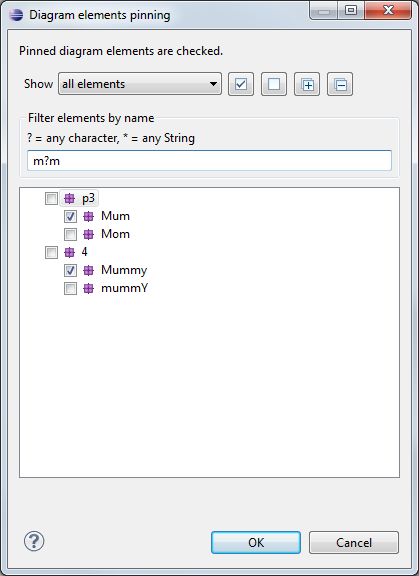 Diagram elements pinning
Pinned diagram elements are checked.
Show all elements
Filter elements by name
? = any character, * = any String
m?m
p3
Mum
Mom
4
Mummy
mummY
?
OK Cancel